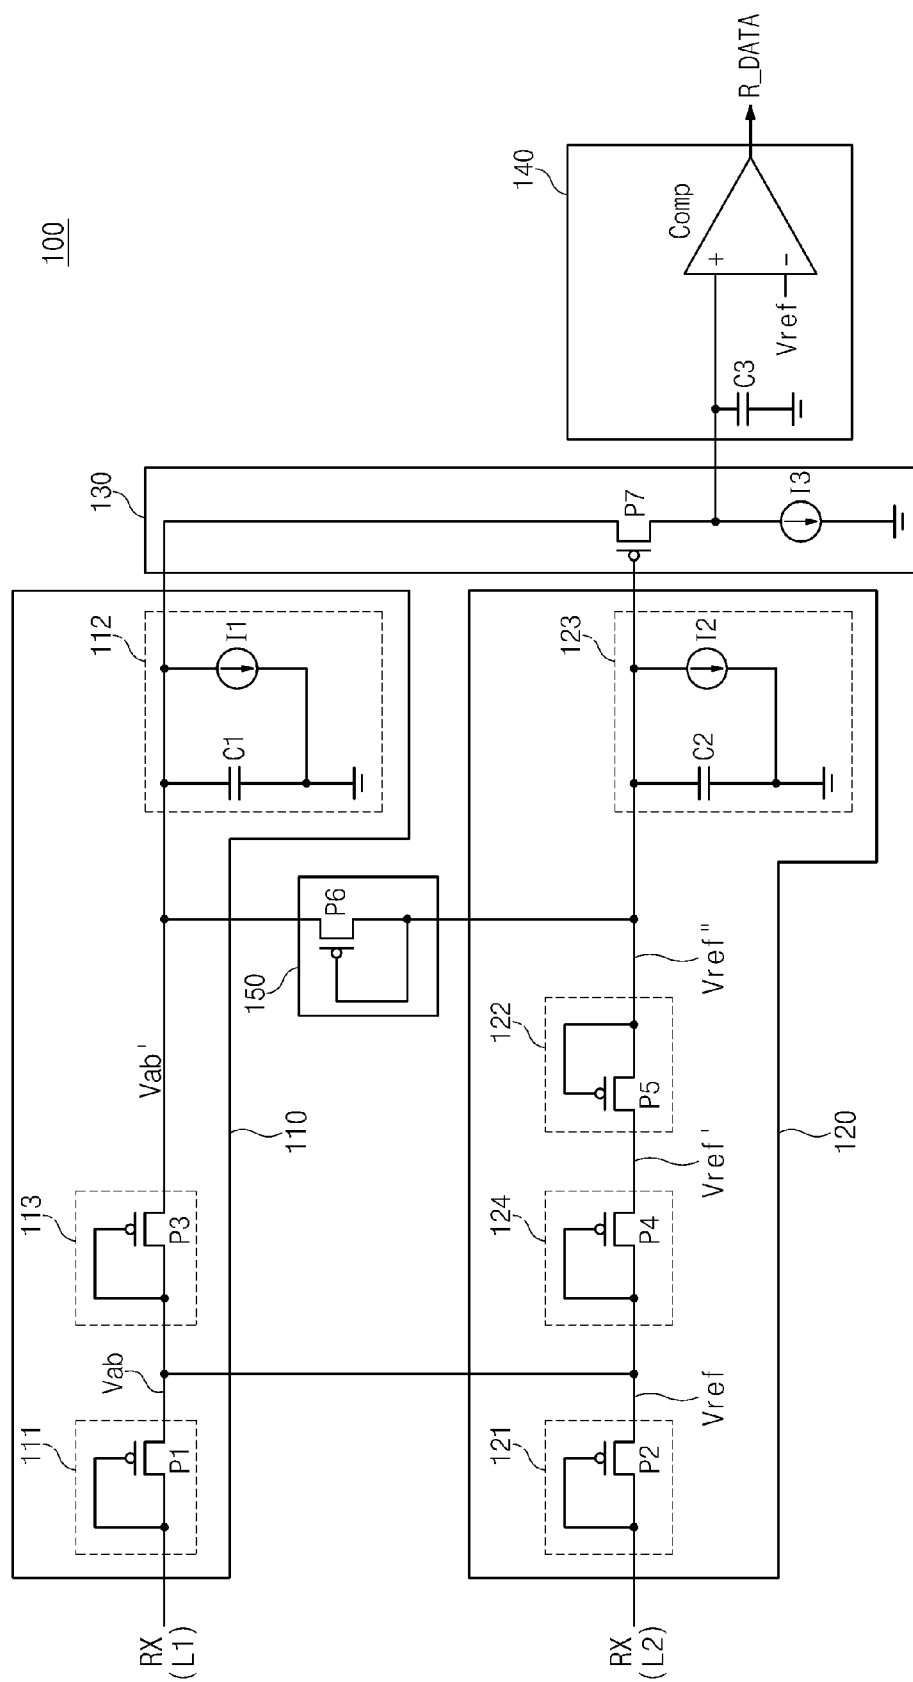 100
110
113
Vab'
112
I1
C1
P3
111
Vab
P1
RX
(L1)
150
P6
130
P7
I3
140
Comp
+
-
Vref
C3
R_DATA
120
121
P2
Vref
124
P4
Vref'
122
P5
Vref"
123
I2
C2
RX
(L2)